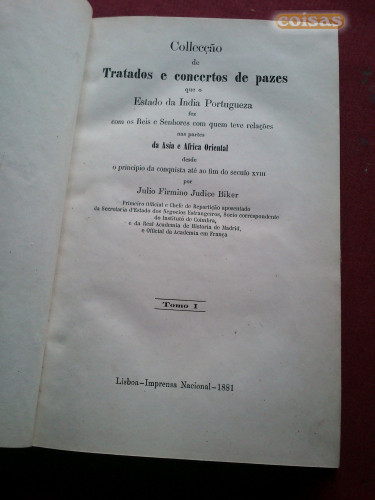 coisas
Collecção
de
Tratados e concertos de pazes
que o
Estado da India Portugueza
fez
com os Reis e Senhores com quem teve relações
nas partes
da Asia e Africa Oriental
desde
o principio da conquista até ao fim do seculo XVIII
por
Julio Firmino Judice Biker
Primeiro Official e Chefe de Repartição aposentado
da Secretaria d'Estado dos Negocios Estrangeiros, Socio correspondente
do Instituto de Coimbra,
e da Real Academia de Historia de Madrid,
e Official da Academia em França
Tomo I
Lisboa-Imprensa Nacional-1881